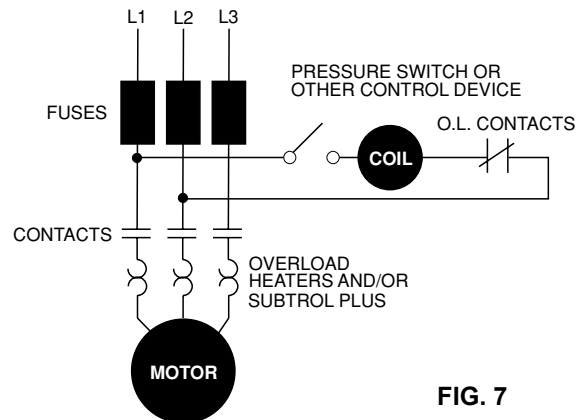 L1 L2 L3
PRESSURE SWITCH OR
OTHER CONTROL DEVICE
FUSES
O.L. CONTACTS
COIL
CONTACTS
OVERLOAD
HEATERS AND/OR
SUBTROL PLUS
MOTOR
FIG. 7